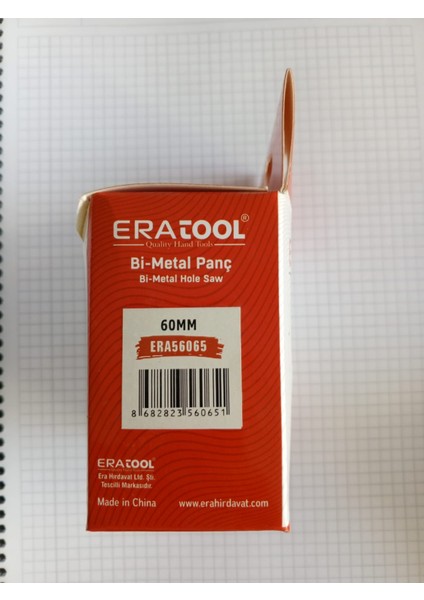 ERATOOL®
Quality Hand Tools
Bi-Metal Panç
Bi-Metal Hole Saw
60MM
ERA56065
8 682823 560651
ERATOOL®
Era Hırdavat Ltd. Şti.
Tescilli Markasıdır.
Made in China
www.erahirdavat.com